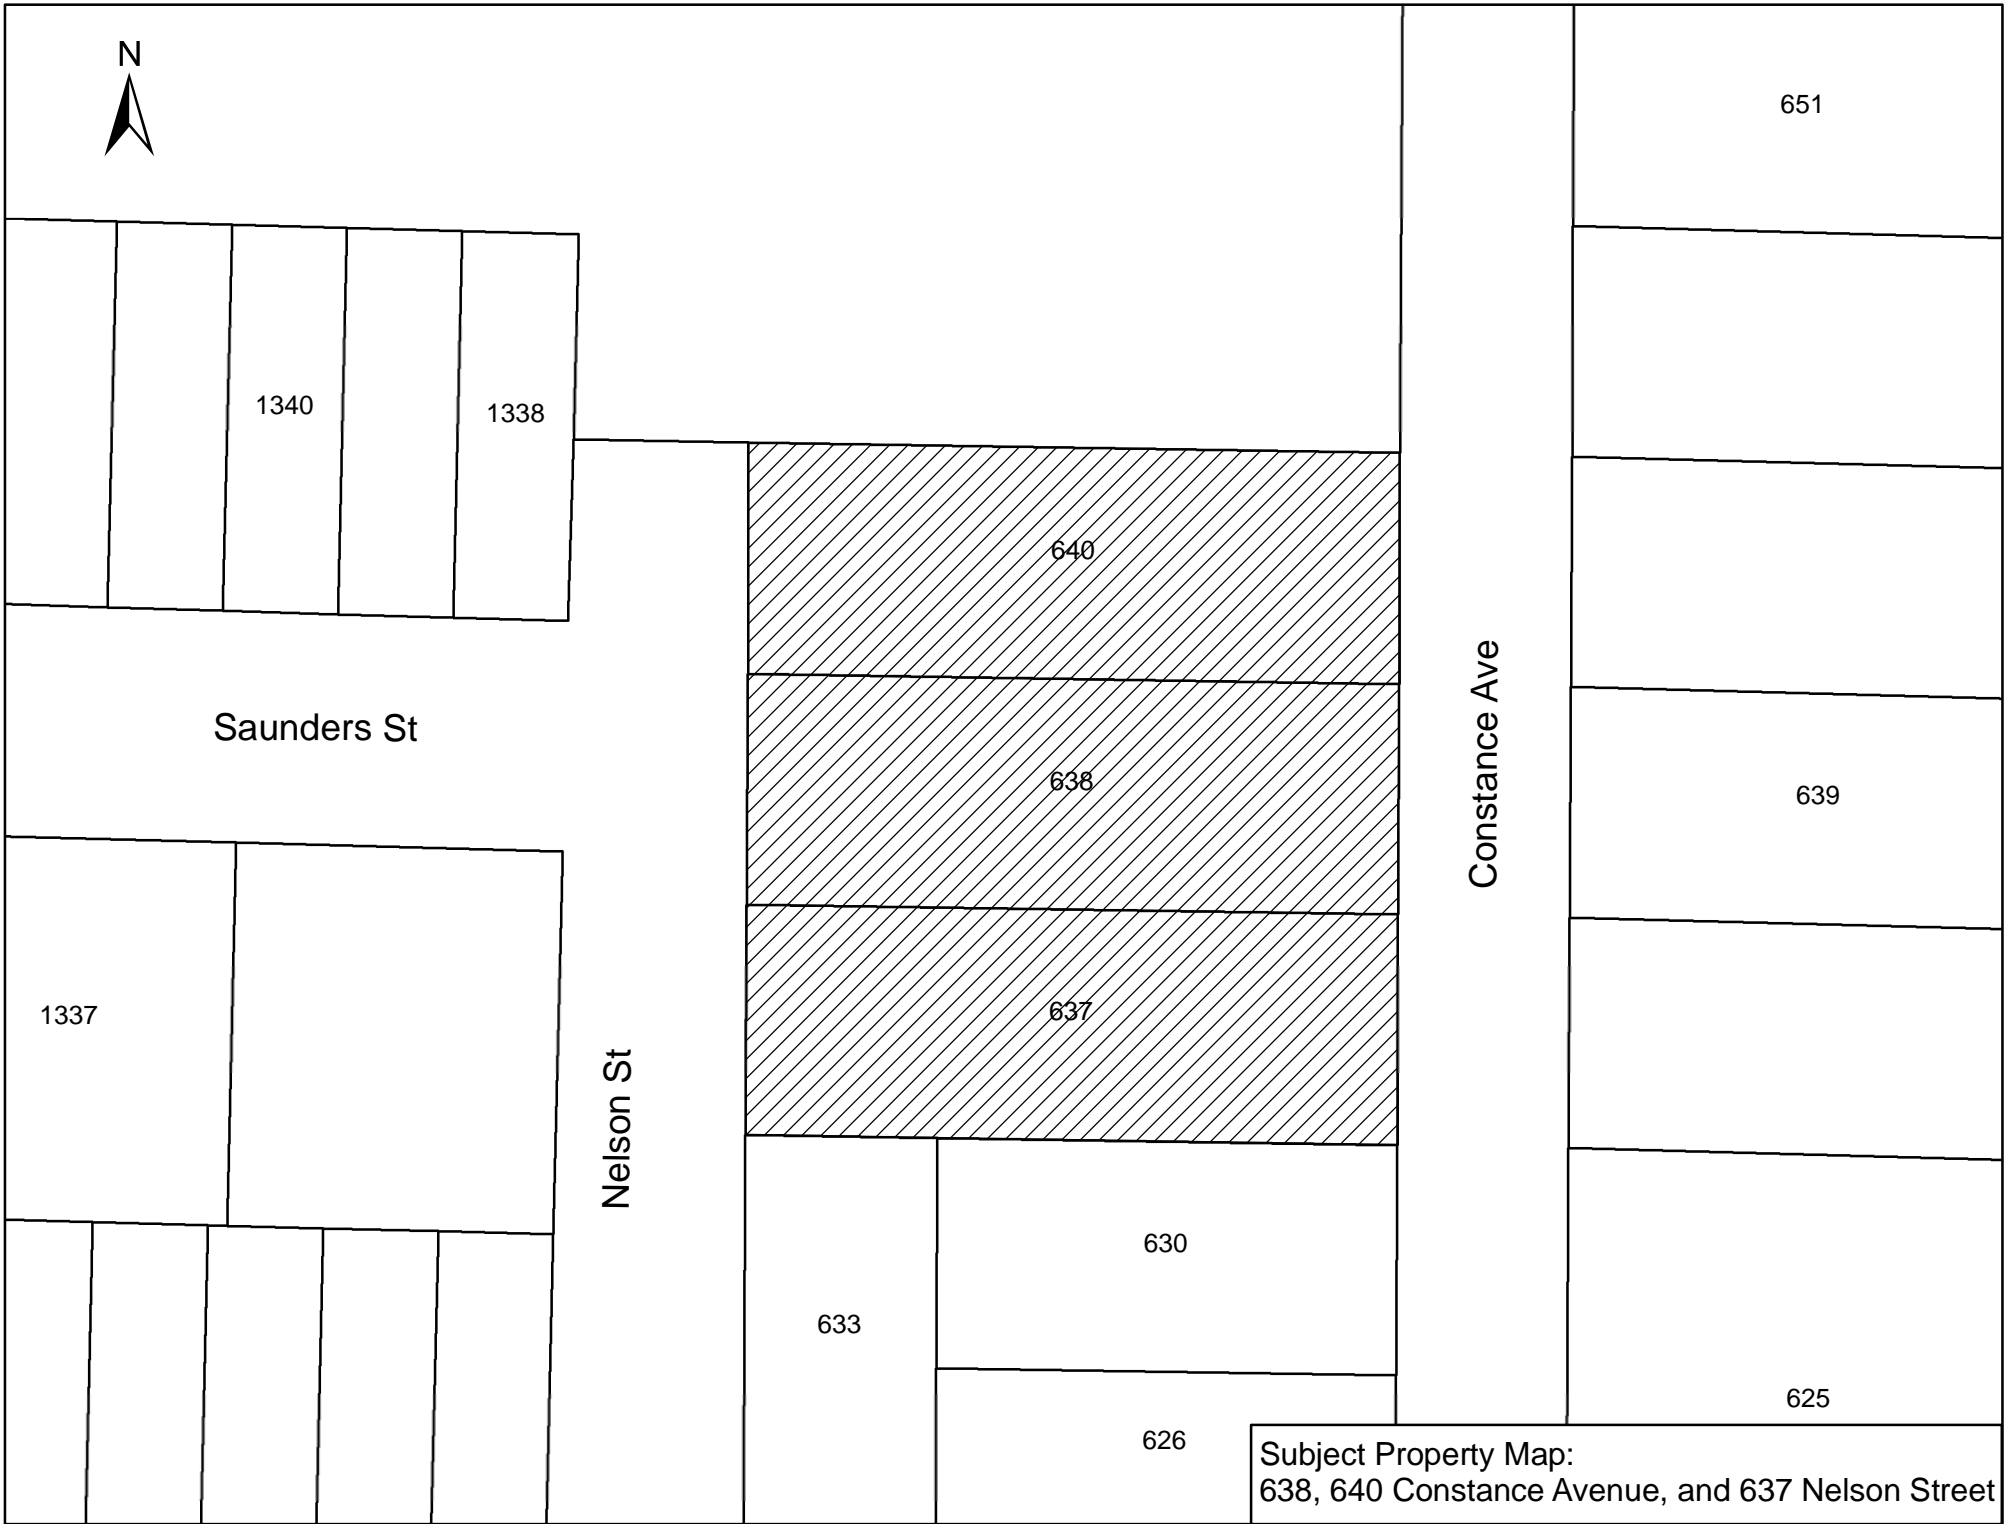 N
651
1340
1338
640
Saunders St
638
Constance Ave
639
1337
637
Nelson St
630
633
625
626
Subject Property Map:
638, 640 Constance Avenue, and 637 Nelson Street